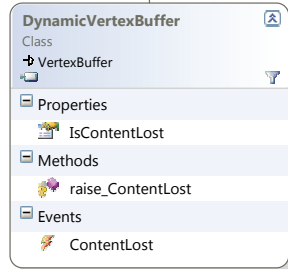 DynamicVertexBuffer
Class
VertexBuffer
Properties
IsContentLost
Methods
raise_ContentLost
Events
ContentLost